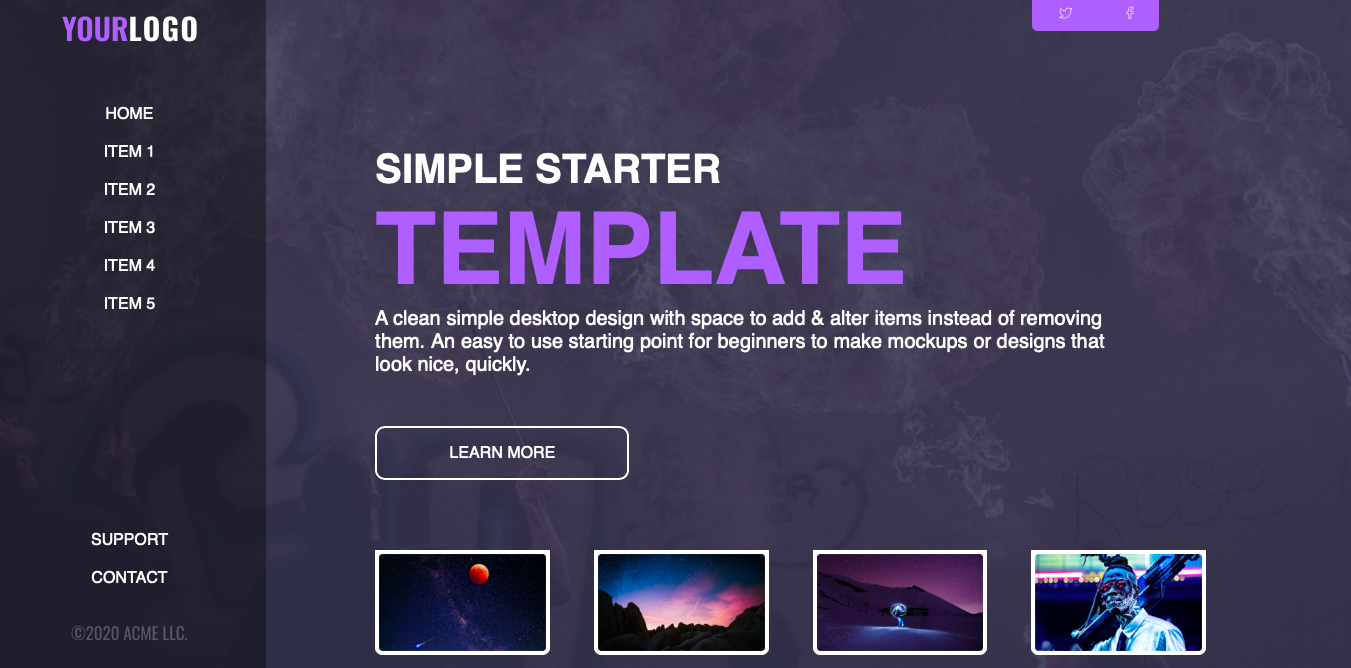 YOURLOGO
HOME
ITEM 1
ITEM 2
ITEM 3
ITEM 4
ITEM 5
SUPPORT
CONTACT
©2020 ACME LLC.
SIMPLE STARTER
TEMPLATE
A clean simple desktop design with space to add & alter items instead of removing
them. An easy to use starting point for beginners to make mockups or designs that
look nice, quickly.
LEARN MORE
Rose